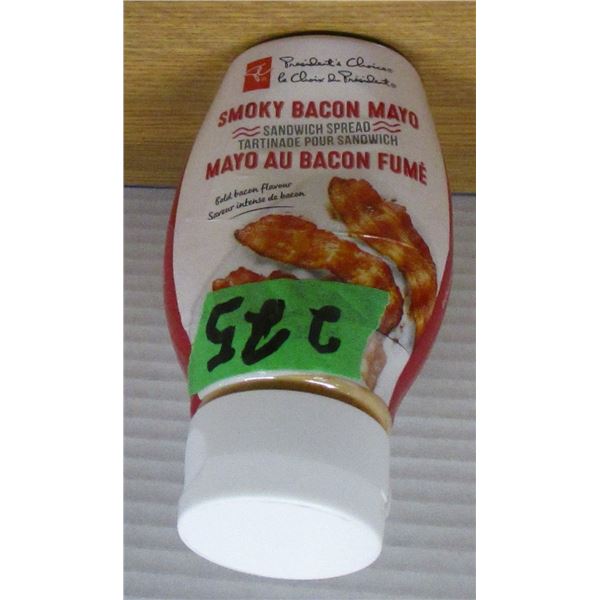 PC
President's Choice®
le Choix du Président®
SMOKY BACON MAYO
SANDWICH SPREAD
TARTINADE POUR SANDWICH
MAYO AU BACON FUMÉ
Bold bacon flavour
Saveur intense de bacon